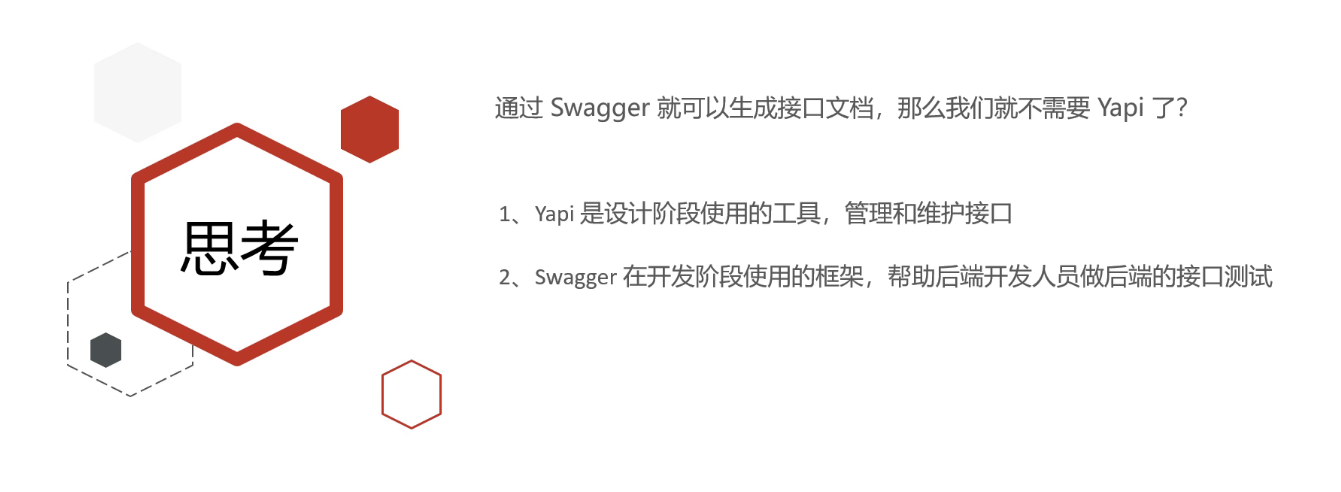 通过 Swagger 就可以生成接口文档，那么我们就不需要 Yapi 了?
思考
1、Yapi 是设计阶段使用的工具，管理和维护接口
2、Swagger 在开发阶段使用的框架，帮助后端开发人员做后端的接口测试